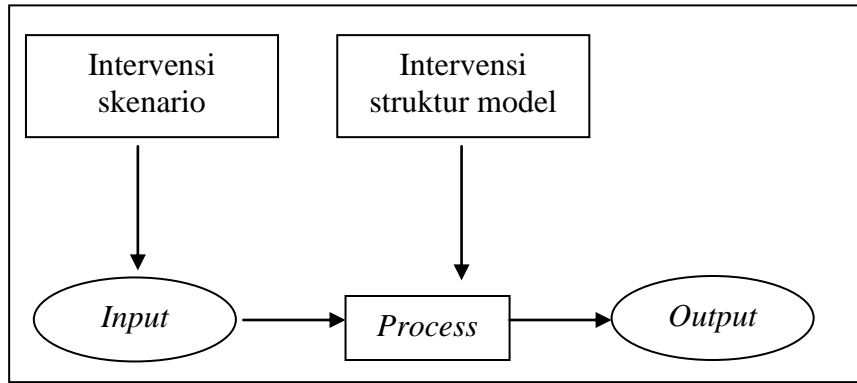 Intervensi
skenario
Intervensi
struktur model
Input
Process
Output